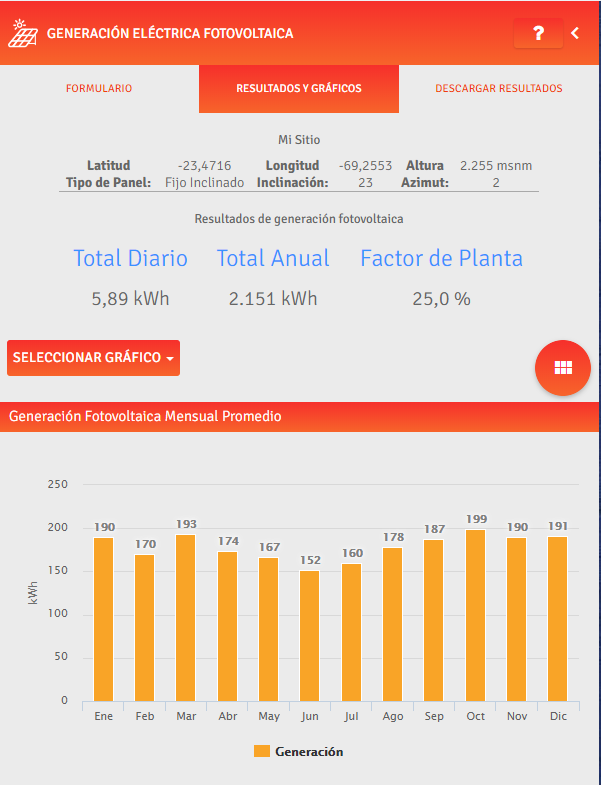 GENERACIÓN ELÉCTRICA FOTOVOLTAICA ?
FORMULARIO RESULTADOS Y GRÁFICOS DESCARGAR RESULTADOS
Mi Sitio
Latitud -23,4716 Longitud -69,2553 Altura 2.255 msnm
Tipo de Panel: Fijo Inclinado Inclinación: 23 Azimut: 2
Resultados de generación fotovoltaica
Total Diario Total Anual Factor de Planta
5,89 kWh 2.151 kWh 25,0 %
SELECCIONAR GRÁFICO
Generación Fotovoltaica Mensual Promedio
250
200
150
100
50
0
kWh
190 170 193 174 167 152 160 178 187 199 190 191
Ene Feb Mar Abr May Jun Jul Ago Sep Oct Nov Dic
Generación